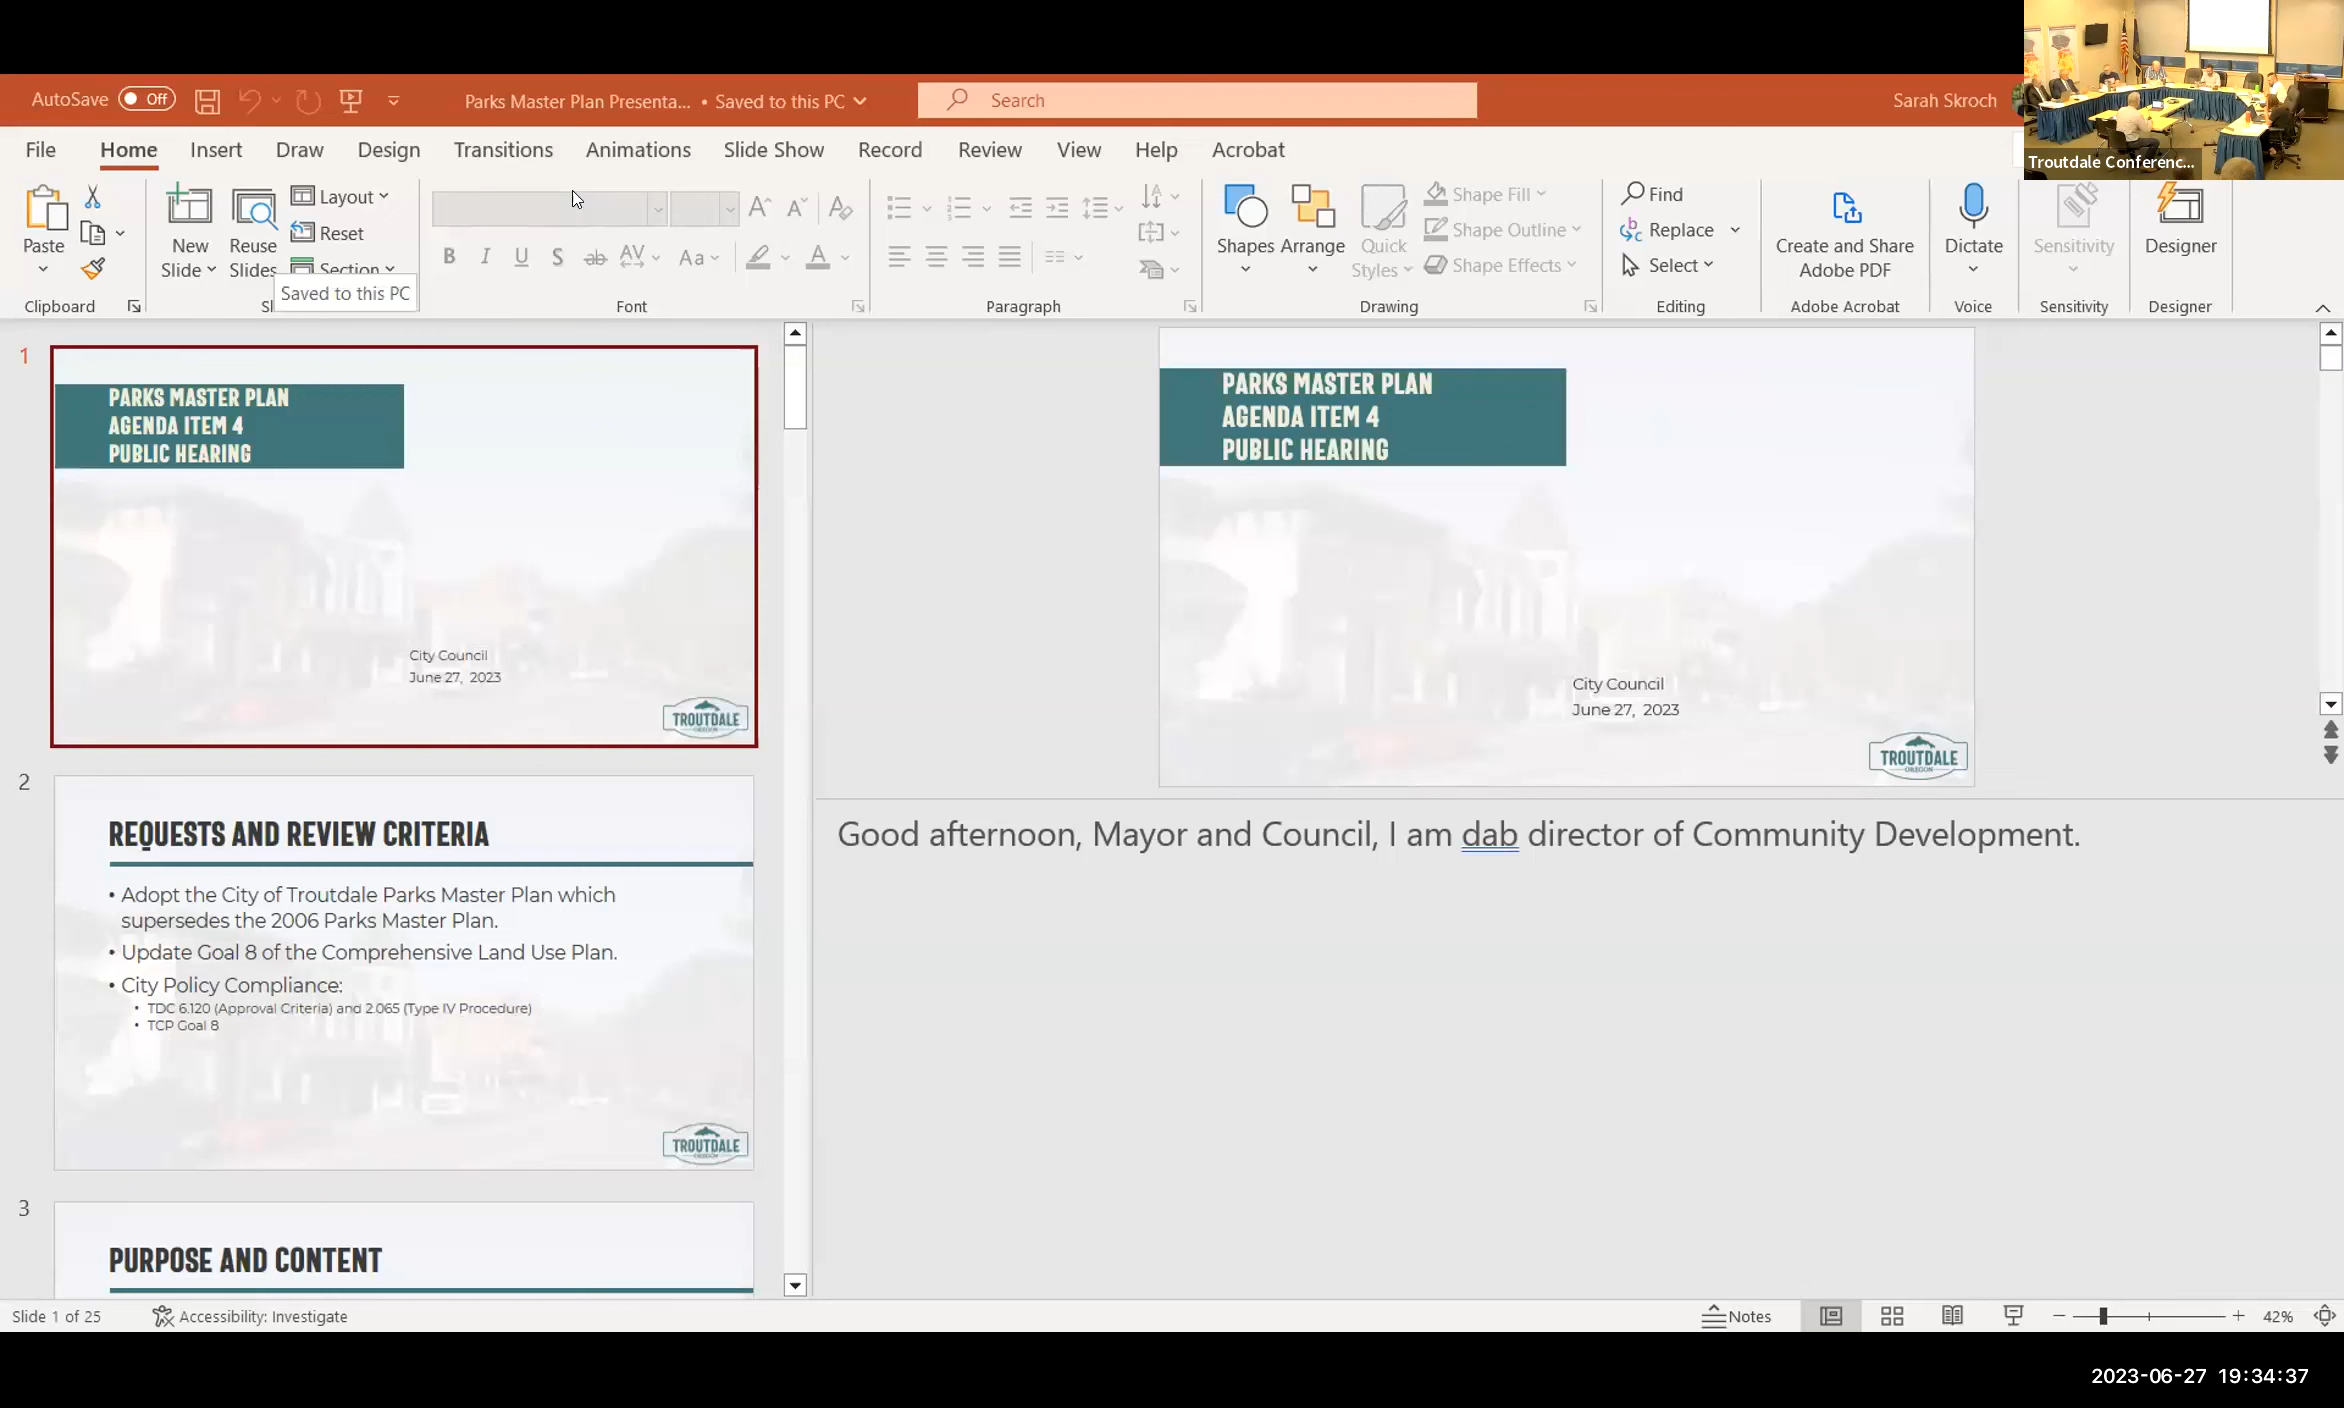 AutoSave Off
Parks Master Plan Presenta... • Saved to this PC
Search
Sarah Skroch
Troutdale Conferenc...
File Home Insert Draw Design Transitions Animations Slide Show Record Review View Help Acrobat
Paste
New Slide
Reuse Slides
Layout
Reset
Section
Saved to this PC
Shapes
Arrange
Quick Styles
Shape Fill
Shape Outline
Shape Effects
Find
Replace
Select
Create and Share Adobe PDF
Dictate
Sensitivity
Designer
Clipboard
Font
Paragraph
Drawing
Editing
Adobe Acrobat
Voice
Sensitivity
Designer
1
PARKS MASTER PLAN
AGENDA ITEM 4
PUBLIC HEARING
City Council
June 27, 2023
TROUTDALE
OREGON
2
REQUESTS AND REVIEW CRITERIA
• Adopt the City of Troutdale Parks Master Plan which
supersedes the 2006 Parks Master Plan.
• Update Goal 8 of the Comprehensive Land Use Plan.
• City Policy Compliance:
• TDC 6.120 (Approval Criteria) and 2.065 (Type IV Procedure)
• TCP Goal 8
TROUTDALE
OREGON
3
PURPOSE AND CONTENT
PARKS MASTER PLAN
AGENDA ITEM 4
PUBLIC HEARING
City Council
June 27, 2023
TROUTDALE
OREGON
Good afternoon, Mayor and Council, I am dab director of Community Development.
Slide 1 of 25
Accessibility: Investigate
Notes
42%
2023-06-27 19:34:37